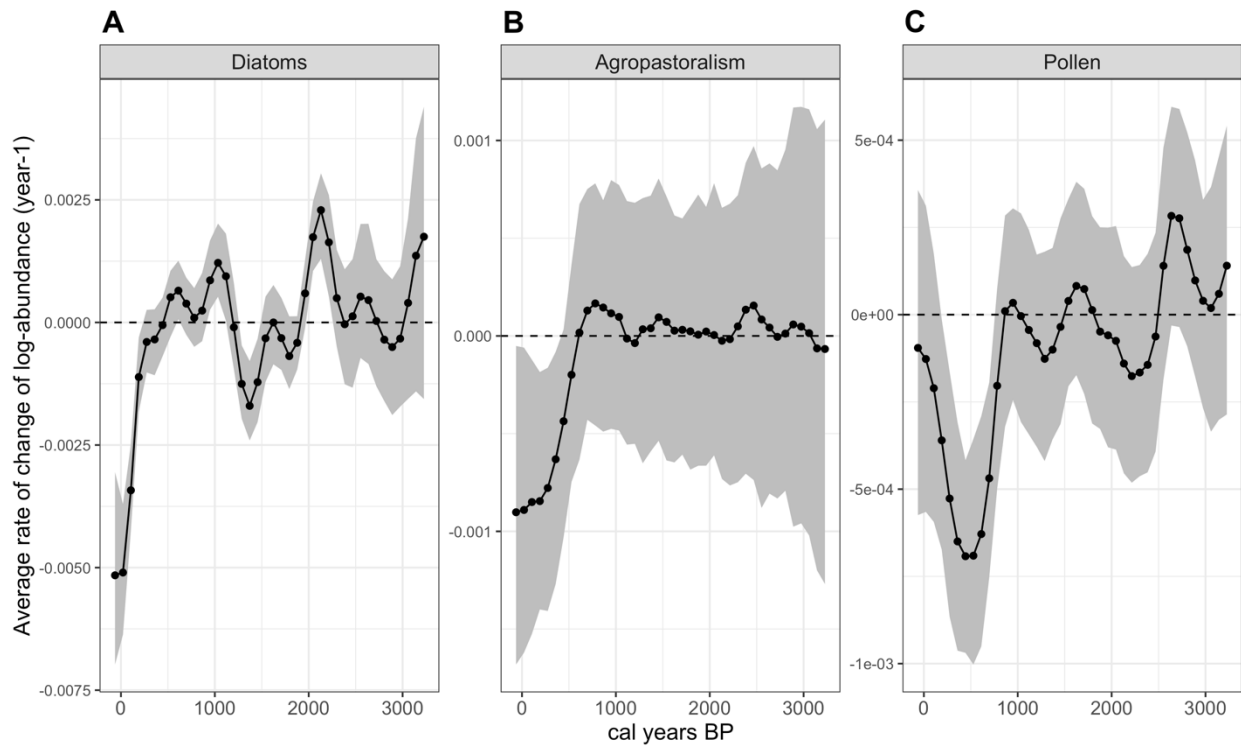 A
B
C
Diatoms
Agropastoralism
Pollen
Average rate of change of log-abundance (year-1)
0.0025
0.0000
-0.0025
-0.0050
-0.0075
0.001
0.000
-0.001
5e-04
0e+00
-5e-04
-1e-03
0 1000 2000 3000
0 1000 2000 3000
0 1000 2000 3000
cal years BP